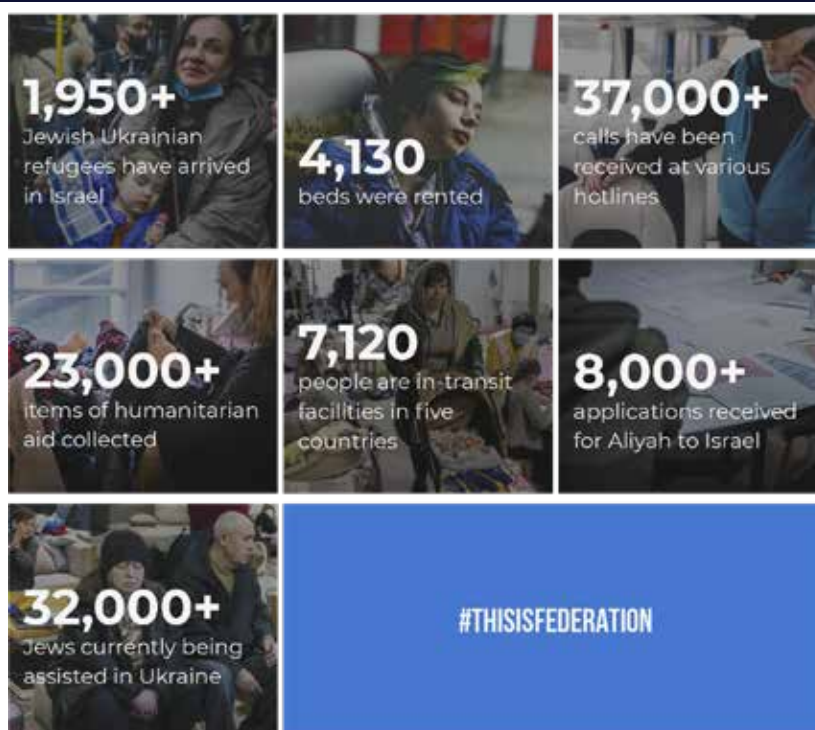 1,950+
Jewish Ukrainian
refugees have arrived
in Israel
4,130
beds were rented
37,000+
calls have been
received at various
hotlines
23,000+
items of humanitarian
aid collected
7,120
people are in-transit
facilities in five
countries
8,000+
applications received
for Aliyah to Israel
32,000+
Jews currently being
assisted in Ukraine
#THISISFEDERATION